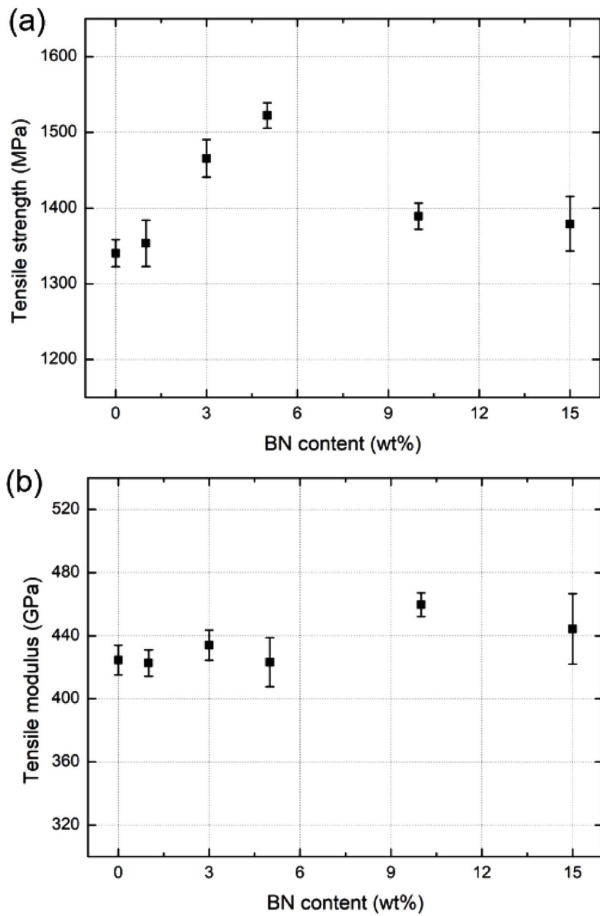 (a)
Tensile strength (MPa)
1600
1500
1400
1300
1200
0 3 6 9 12 15
BN content (wt%)
(b)
Tensile modulus (GPa)
520
480
440
400
360
320
0 3 6 9 12 15
BN content (wt%)